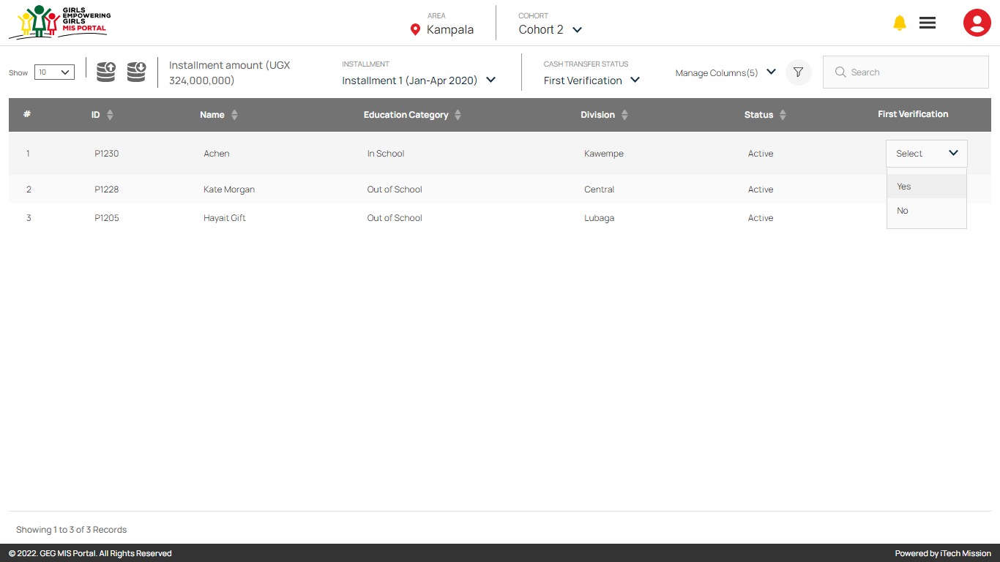 GIRLS
EMPOWERING
GIRLS
MIS PORTAL
AREA
Kampala
COHORT
Cohort 2
Show
10
Installment amount (UGX
324,000,000)
INSTALLMENT
Installment 1 (Jan-Apr 2020)
CASH TRANSFER STATUS
First Verification
Manage Columns(5)
Search
# ID Name Education Category Division Status First Verification
1 P1230 Achen In School Kawempe Active Select
2 P1228 Kate Morgan Out of School Central Active Yes
3 P1205 Hayait Gift Out of School Lubaga Active No
Showing 1 to 3 of 3 Records
© 2022. GEG MIS Portal. All Rights Reserved Powered by iTech Mission